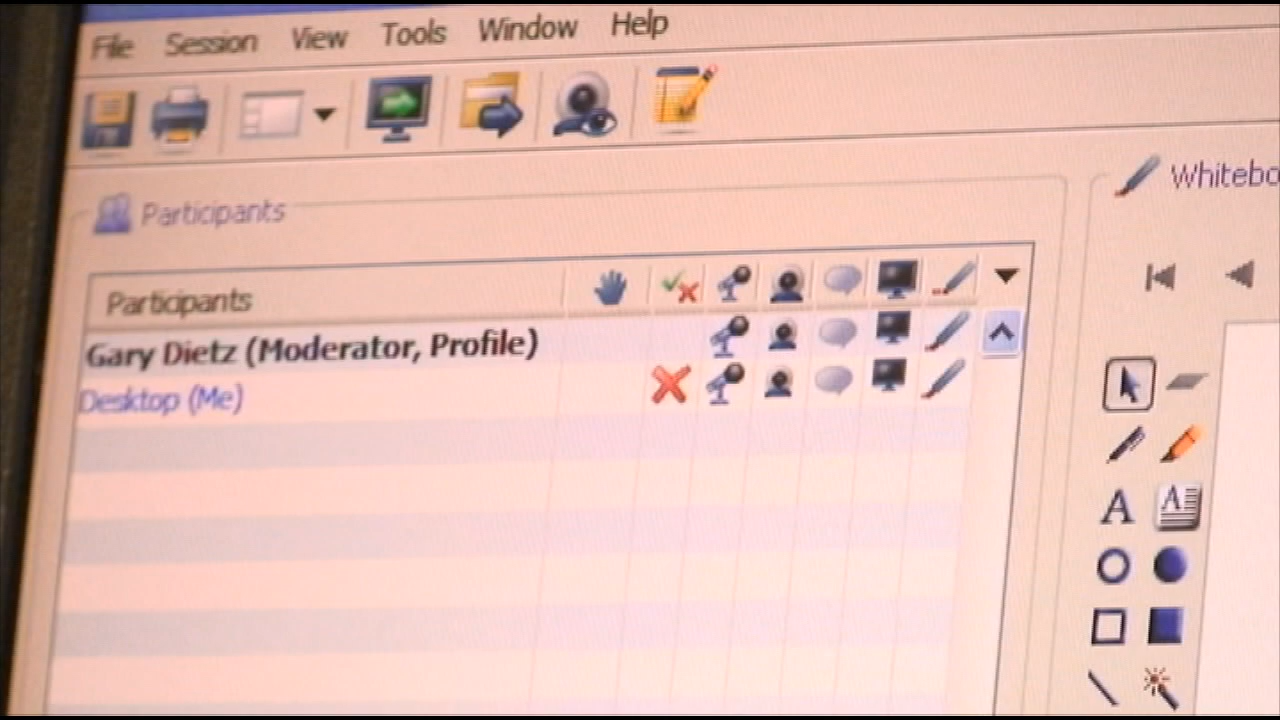 File Session View Tools Window Help
Participants
Whitebo
Participants
Gary Dietz (Moderator, Profile)
Desktop (Me)
A
A